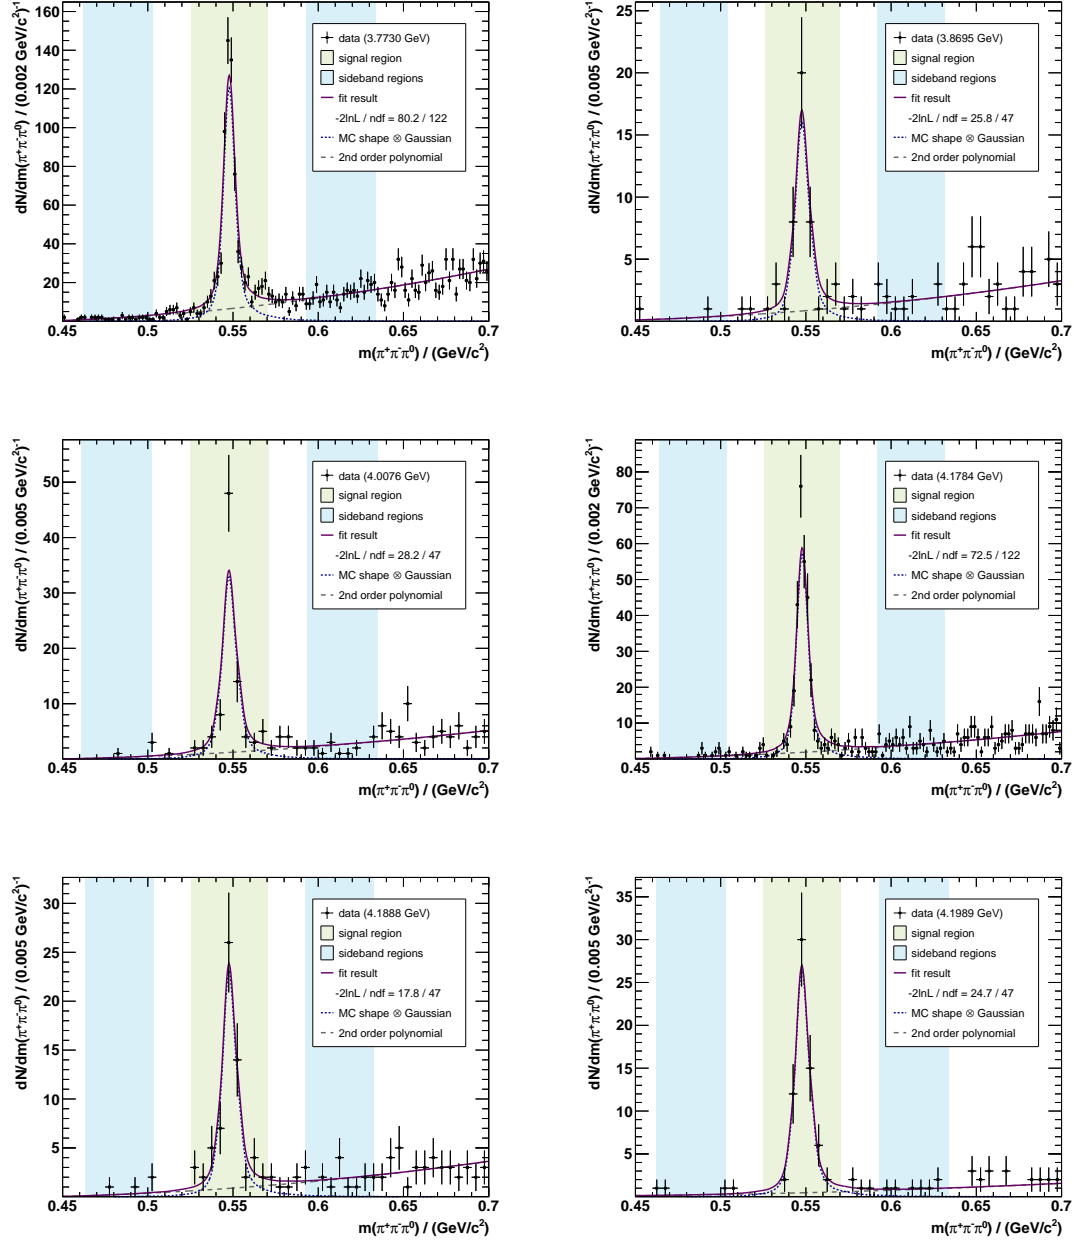 dN/dm(π⁺π⁻π⁰) / (0.002 GeV/c²)⁻¹
160
140
120
100
80
60
40
20
data (3.7730 GeV)
signal region
sideband regions
fit result
-2lnL / ndf = 80.2 / 122
MC shape ⊗ Gaussian
2nd order polynomial
0.45 0.5 0.55 0.6 0.65 0.7
m(π⁺π⁻π⁰) / (GeV/c²)
dN/dm(π⁺π⁻π⁰) / (0.005 GeV/c²)⁻¹
25
20
15
10
5
data (3.8695 GeV)
signal region
sideband regions
fit result
-2lnL / ndf = 25.8 / 47
MC shape ⊗ Gaussian
2nd order polynomial
0.45 0.5 0.55 0.6 0.65 0.7
m(π⁺π⁻π⁰) / (GeV/c²)
dN/dm(π⁺π⁻π⁰) / (0.005 GeV/c²)⁻¹
50
40
30
20
10
0
data (4.0076 GeV)
signal region
sideband regions
fit result
-2lnL / ndf = 28.2 / 47
MC shape ⊗ Gaussian
2nd order polynomial
0.45 0.5 0.55 0.6 0.65 0.7
m(π⁺π⁻π⁰) / (GeV/c²)
dN/dm(π⁺π⁻π⁰) / (0.002 GeV/c²)⁻¹
80
70
60
50
40
30
20
10
0
data (4.1784 GeV)
signal region
sideband regions
fit result
-2lnL / ndf = 72.5 / 122
MC shape ⊗ Gaussian
2nd order polynomial
0.45 0.5 0.55 0.6 0.65 0.7
m(π⁺π⁻π⁰) / (GeV/c²)
dN/dm(π⁺π⁻π⁰) / (0.005 GeV/c²)⁻¹
30
25
20
15
10
5
0
data (4.1888 GeV)
signal region
sideband regions
fit result
-2lnL / ndf = 17.8 / 47
MC shape ⊗ Gaussian
2nd order polynomial
0.45 0.5 0.55 0.6 0.65 0.7
m(π⁺π⁻π⁰) / (GeV/c²)
dN/dm(π⁺π⁻π⁰) / (0.005 GeV/c²)⁻¹
35
30
25
20
15
10
5
0
data (4.1989 GeV)
signal region
sideband regions
fit result
-2lnL / ndf = 24.7 / 47
MC shape ⊗ Gaussian
2nd order polynomial
0.45 0.5 0.55 0.6 0.65 0.7
m(π⁺π⁻π⁰) / (GeV/c²)